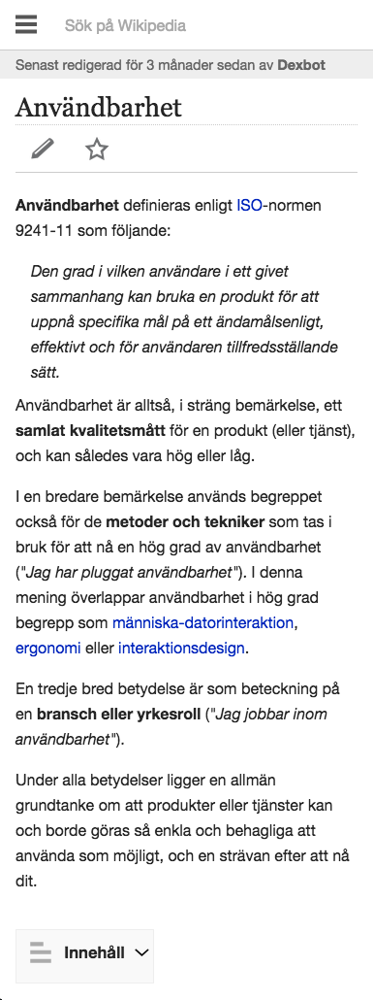 Sök på Wikipedia
Senast redigerad för 3 månader sedan av Dexbot
Användbarhet
Användbarhet definieras enligt ISO-normen
9241-11 som följande:
Den grad i vilken användare i ett givet
sammanhang kan bruka en produkt för att
uppnå specifika mål på ett ändamålsenligt,
effektivt och för användaren tillfredsställande
sätt.
Användbarhet är alltså, i sträng bemärkelse, ett
samlat kvalitetsmått för en produkt (eller tjänst),
och kan således vara hög eller låg.
I en bredare bemärkelse används begreppet
också för de metoder och tekniker som tas i
bruk för att nå en hög grad av användbarhet
("Jag har pluggat användbarhet"). I denna
mening överlappar användbarhet i hög grad
begrepp som människa-datorinteraktion,
ergonomi eller interaktionsdesign.
En tredje bred betydelse är som beteckning på
en bransch eller yrkesroll ("Jag jobbar inom
användbarhet").
Under alla betydelser ligger en allmän
grundtanke om att produkter eller tjänster kan
och borde göras så enkla och behagliga att
använda som möjligt, och en strävan efter att nå
dit.
Innehåll